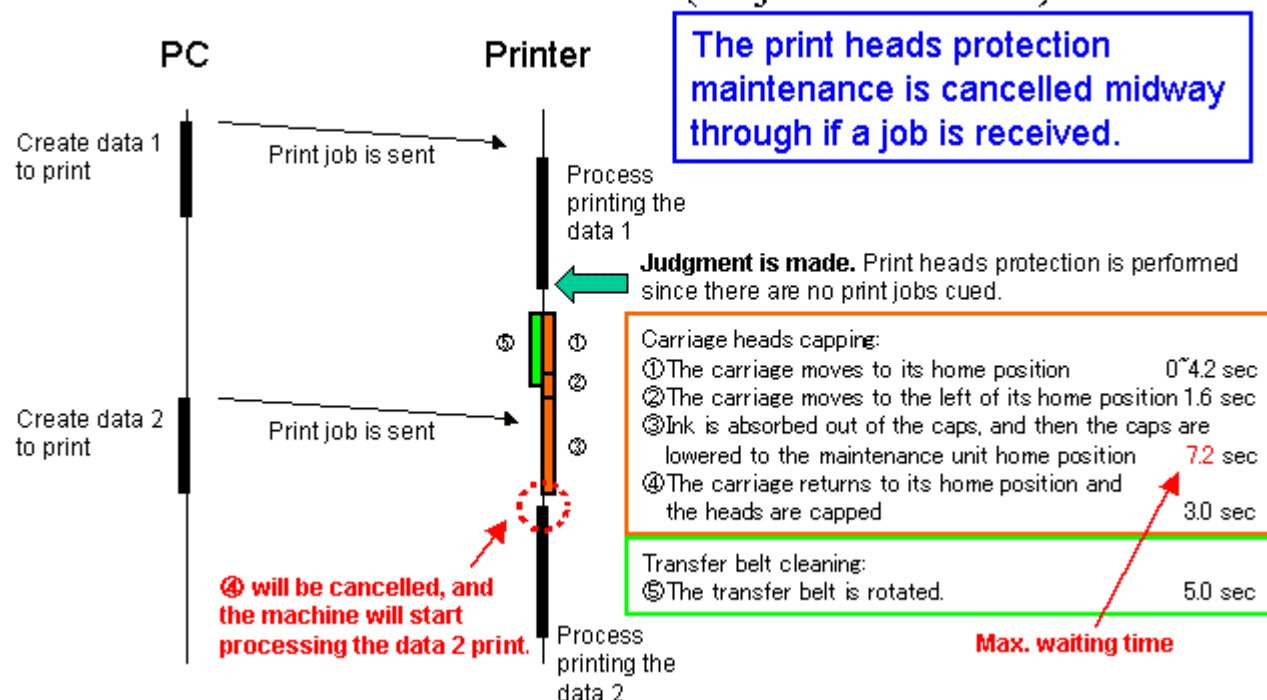 PC
Printer
The print heads protection
maintenance is cancelled midway
through if a job is received.
Create data 1
to print
Print job is sent
Process
printing the
data 1
Judgment is made. Print heads protection is performed
since there are no print jobs cued.
⑤
①
②
③
Carriage heads capping:
①The carriage moves to its home position 0~4.2 sec
②The carriage moves to the left of its home position 1.6 sec
③Ink is absorbed out of the caps, and then the caps are
lowered to the maintenance unit home position 7.2 sec
④The carriage returns to its home position and
the heads are capped 3.0 sec
Create data 2
to print
Print job is sent
Transfer belt cleaning:
⑤The transfer belt is rotated. 5.0 sec
④ will be cancelled, and
the machine will start
processing the data 2 print.
Max. waiting time
Process
printing the
data 2